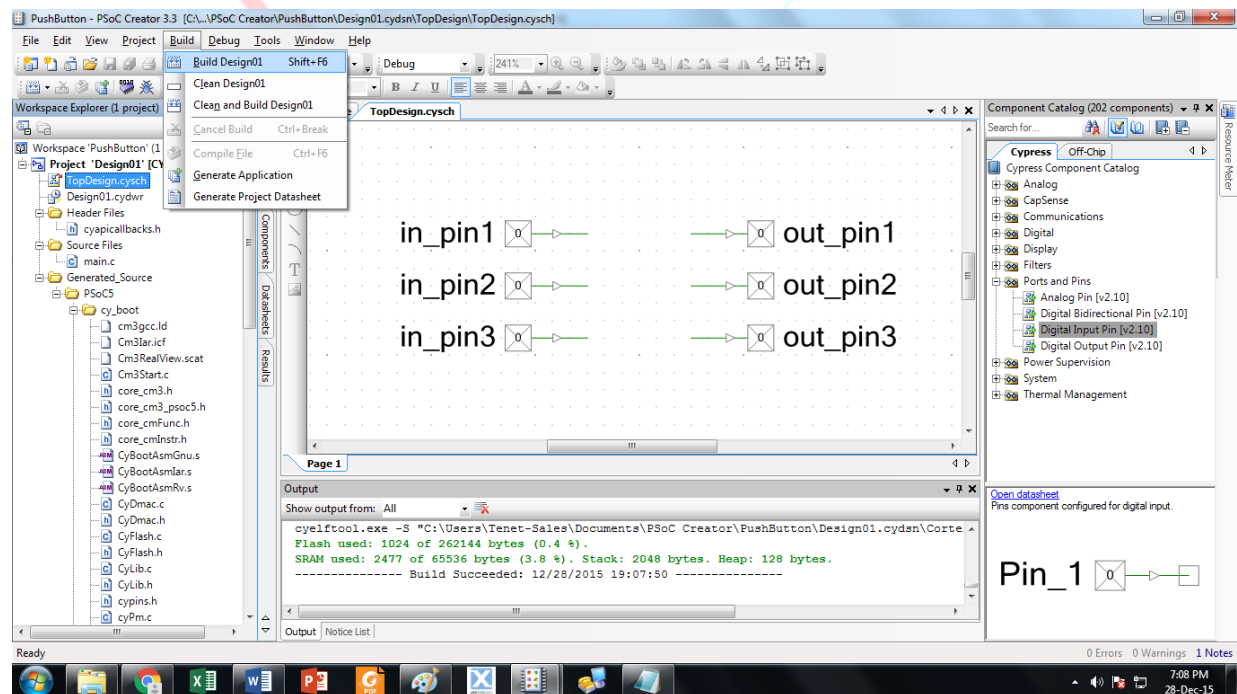 PushButton - PSoC Creator 3.3 [C:\...\PSoC Creator\PushButton\Design01.cydsn\TopDesign\TopDesign.cysch]
File Edit View Project Build Debug Tools Window Help
Debug 241%
B I U
Build Design01 Shift+F6
Clean Design01
Clean and Build Design01
Cancel Build Ctrl+Break
Compile File Ctrl+F6
Generate Application
Generate Project Datasheet
Workspace Explorer (1 project)
Workspace 'PushButton' (1
Project 'Design01' [CY
TopDesign.cysch
Design01.cydwr
Header Files
cyapicallbacks.h
Source Files
main.c
Generated_Source
PSoC5
cy_boot
cm3gcc.ld
Cm3Iar.icf
Cm3RealView.scat
Cm3Start.c
core_cm3.h
core_cm3_psoc5.h
core_cmFunc.h
core_cmInstr.h
CyBootAsmGnu.s
CyBootAsmIar.s
CyBootAsmRv.s
CyDmac.c
CyDmac.h
CyFlash.c
CyFlash.h
CyLib.c
CyLib.h
cypins.h
cyPm.c
Components
Datasheets
Results
TopDesign.cysch
in_pin1 0
0 out_pin1
in_pin2 0
0 out_pin2
in_pin3 0
0 out_pin3
Page 1
Output
Show output from: All
cyelftool.exe -S "C:\Users\Tenet-Sales\Documents\PSoC Creator\PushButton\Design01.cydsn\Corte
Flash used: 1024 of 262144 bytes (0.4 %).
SRAM used: 2477 of 65536 bytes (3.8 %). Stack: 2048 bytes. Heap: 128 bytes.
--------------- Build Succeeded: 12/28/2015 19:07:50 ---------------
Output Notice List
Component Catalog (202 components)
Search for...
Cypress Off-Chip
Cypress Component Catalog
Analog
CapSense
Communications
Digital
Display
Filters
Ports and Pins
Analog Pin [v2.10]
Digital Bidirectional Pin [v2.10]
Digital Input Pin [v2.10]
Digital Output Pin [v2.10]
Power Supervision
System
Thermal Management
Open datasheet
Pins component configured for digital input.
Pin_1 0
Resource Meter
Ready
0 Errors 0 Warnings 1 Notes
7:08 PM
28-Dec-15